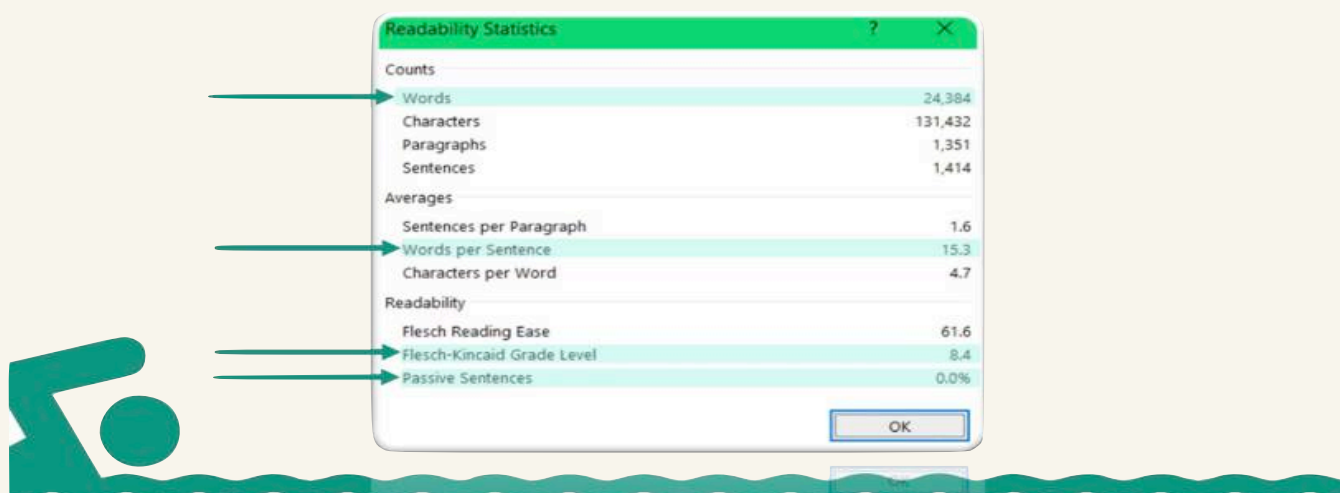 Readability Statistics ? ×
Counts
Words 24,384
Characters 131,432
Paragraphs 1,351
Sentences 1,414
Averages
Sentences per Paragraph 1.6
Words per Sentence 15.3
Characters per Word 4.7
Readability
Flesch Reading Ease 61.6
Flesch-Kincaid Grade Level 8.4
Passive Sentences 0.0%
OK